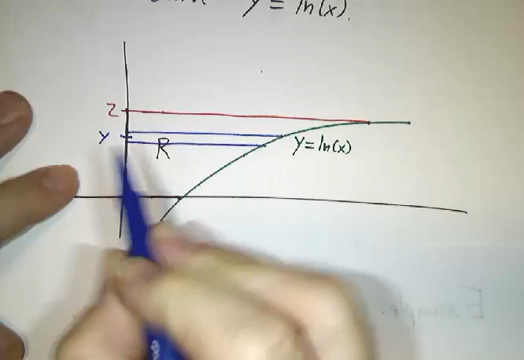 y = ln(x).
2
y
R
y=ln(x)